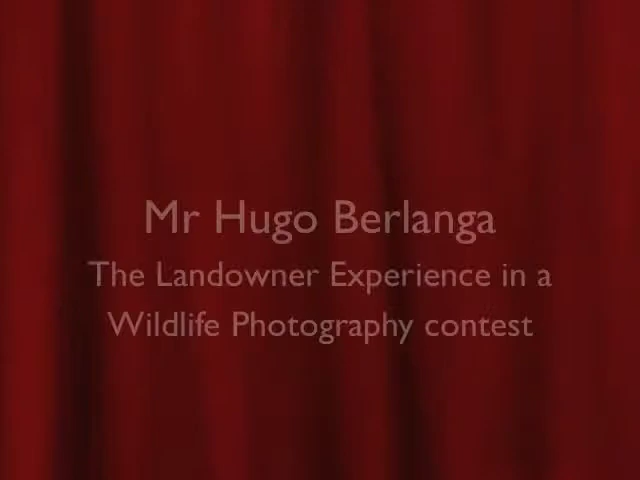 Mr Hugo Berlanga
The Landowner Experience in a
Wildlife Photography contest